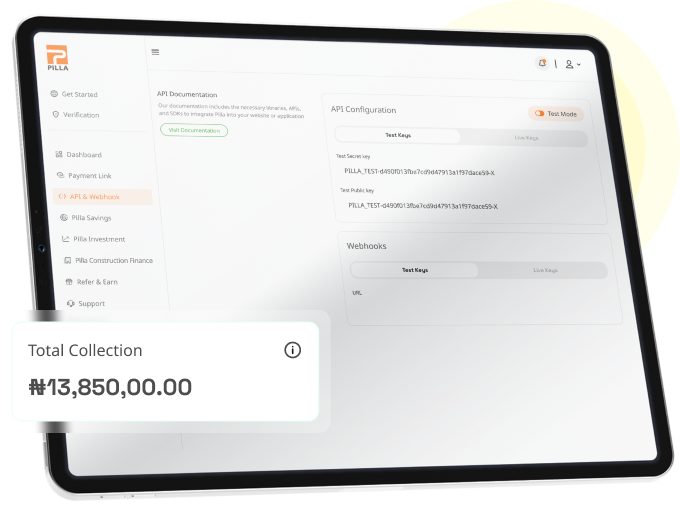 PILLA
Get Started
Verification
Dashboard
Payment Link
API & Webhook
Pilla Savings
Pilla Investment
Pilla Construction Finance
Refer & Earn
Support
API Documentation
Our documentation includes the necessary libraries, APIs,
and SDKs to integrate Pilla into your website or application
Visit Documentation
API Configuration
Test Mode
Test Keys
Live Keys
Test Secret key
PILLA_TEST-d490f013fbe7cd9d47913a1f97dace59-X
Test Public key
PILLA_TEST-d490f013fbe7cd9d47913a1f97dace59-X
Webhooks
Test Keys
Live Keys
URL
Total Collection
₦13,850,00.00